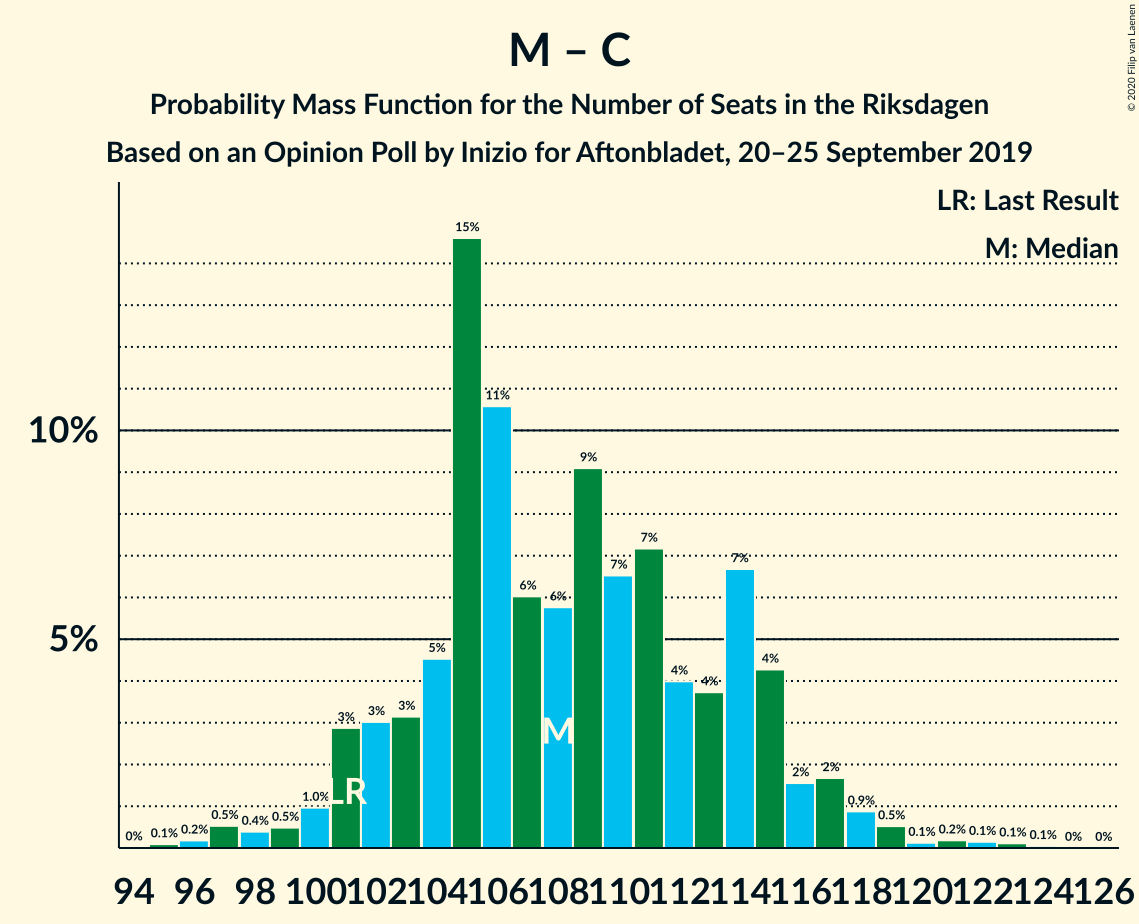 M – C
Probability Mass Function for the Number of Seats in the Riksdagen
Based on an Opinion Poll by Inizio for Aftonbladet, 20–25 September 2019
© 2020 Filip van Laenen
LR: Last Result
M: Median
10%
5%
0% 0.1% 0.2% 0.5% 0.4% 0.5% 1.0% 3% 3% 3% 5% 15% 11% 6% 6% 9% 7% 7% 4% 4% 7% 4% 2% 2% 0.9% 0.5% 0.1% 0.2% 0.1% 0.1% 0.1% 0% 0%
LR
M
94 96 98 100 102 104 106 108 110 112 114 116 118 120 122 124 126